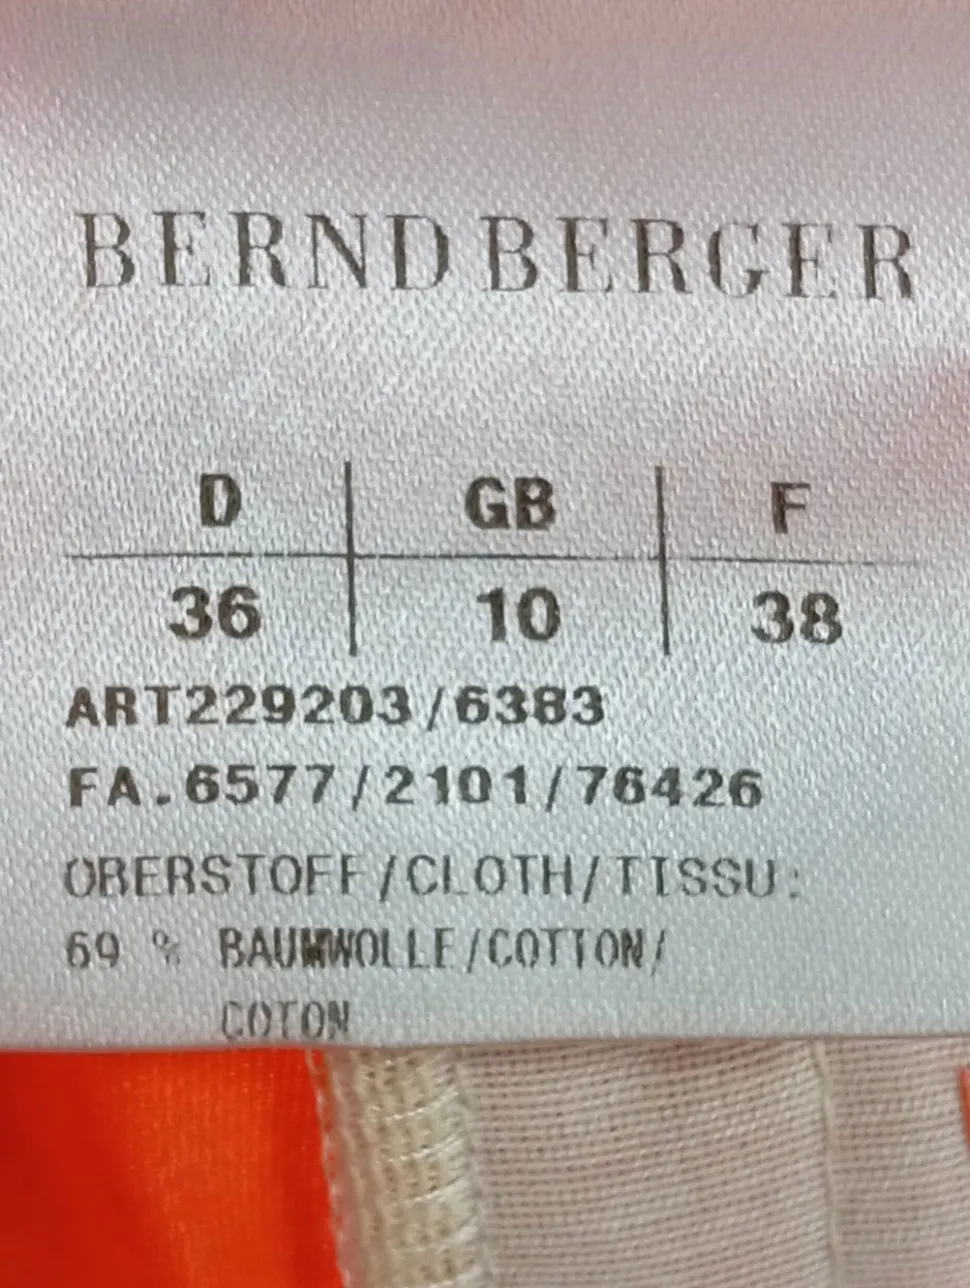 BERND BERGER
D GB F
36 10 38
ART229203/6383
FA.6577/2101/76426
OBERSTOFF/CLOTH/TISSU:
69 % BAUMWOLLE/COTTON/
COTON